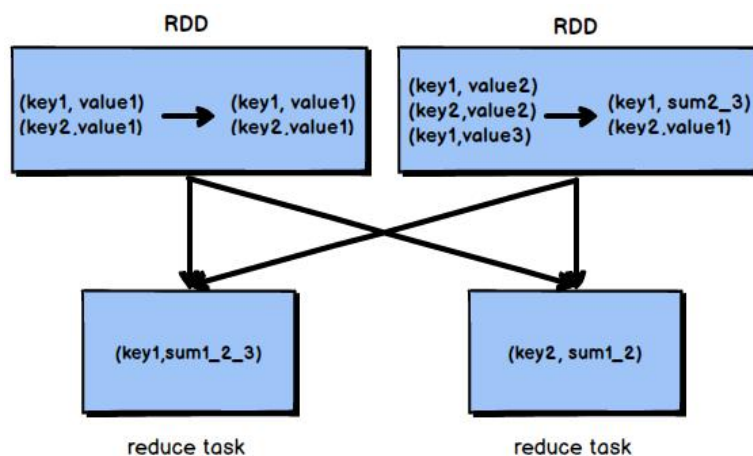 RDD
RDD
(key1, value1)
(key2,value1)
(key1, value1)
(key2,value1)
(key1, value2)
(key2,value2)
(key1,value3)
(key1, sum2_3)
(key2,value1)
(key1,sum1_2_3)
(key2, sum1_2)
reduce task
reduce task